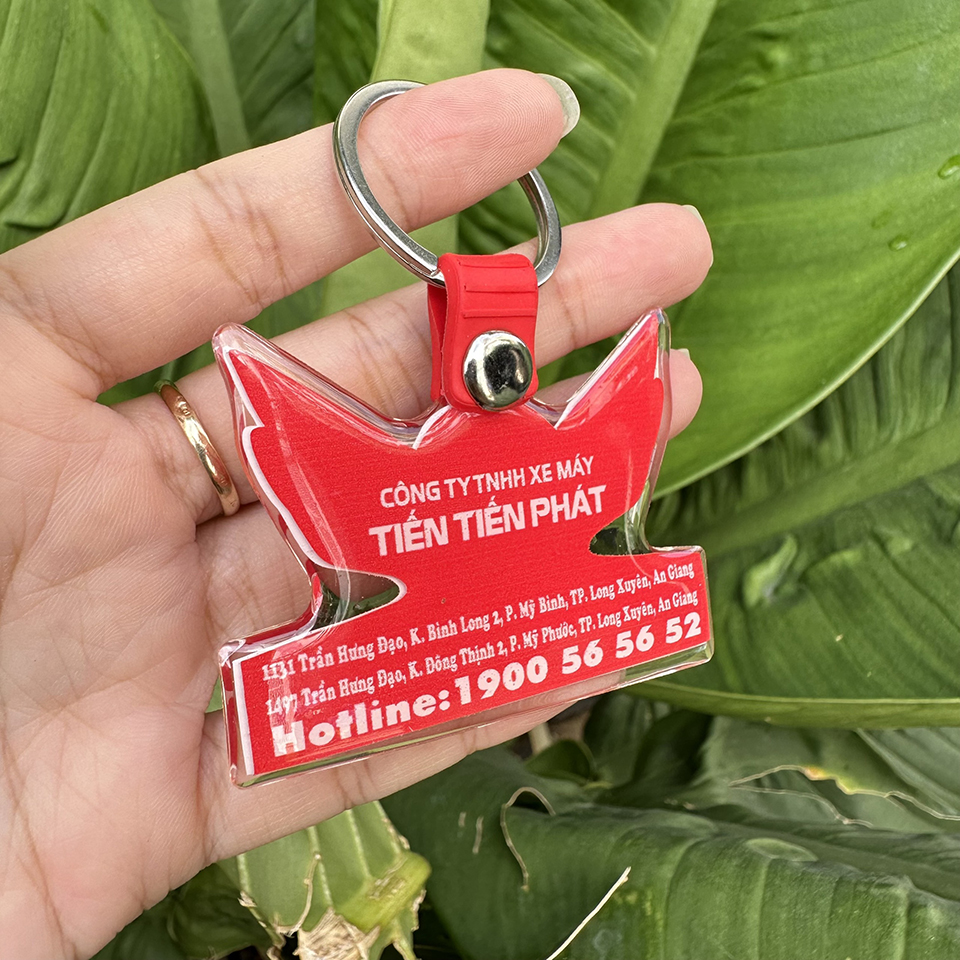 CÔNG TY TNHH XE MÁY
TIẾN TIẾN PHÁT
1131 Trần Hưng Đạo, K. Bình Long 2, P. Mỹ Bình, TP. Long Xuyên, An Giang
1497 Trần Hưng Đạo, K. Đông Thịnh 2, P. Mỹ Phước, TP. Long Xuyên, An Giang
Hotline: 1900 56 56 52